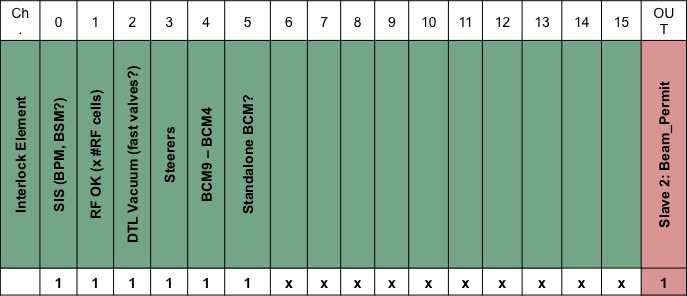 Ch. 0 1 2 3 4 5 6 7 8 9 10 11 12 13 14 15 OUT
Interlock Element
SIS (BPM, BSM?)
RF OK (x #RF cells)
DTL Vacuum (fast valves?)
Steerers
BCM9 – BCM4
Standalone BCM?
Slave 2: Beam_Permit
1 1 1 1 1 1 x x x x x x x x x x 1